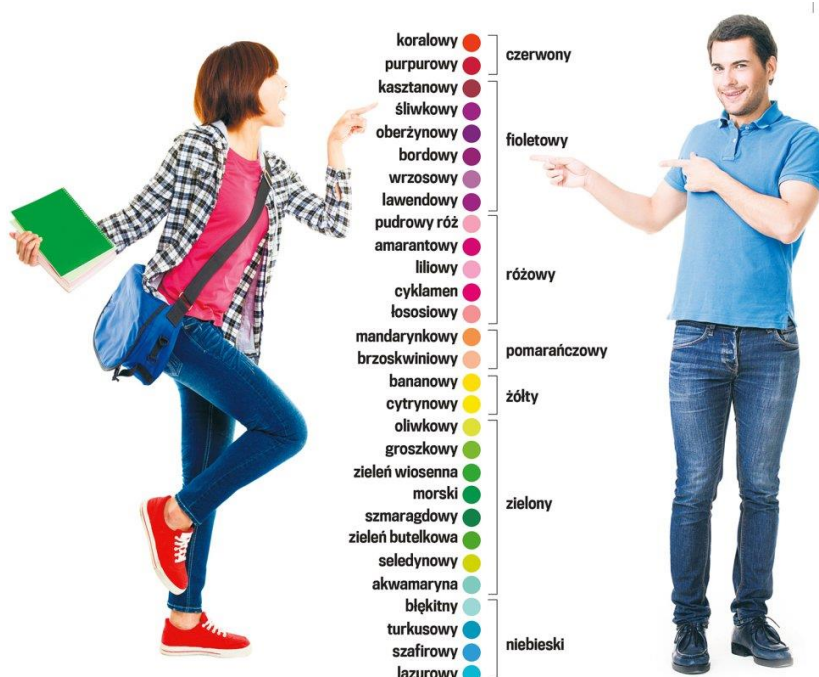 koralowy
purpurowy
czerwony
kasztanowy
śliwkowy
oberżynowy
bordowy
wrzosowy
lawendowy
fioletowy
pudrowy róż
amarantowy
liliowy
cyklamen
łososiowy
różowy
mandarynkowy
brzoskwiniowy
pomarańczowy
bananowy
cytrynowy
żółty
oliwkowy
groszkowy
zieleń wiosenna
morski
szmaragdowy
zieleń butelkowa
seledynowy
akwamaryna
zielony
błękitny
turkusowy
szafirowy
lazurowy
niebieski